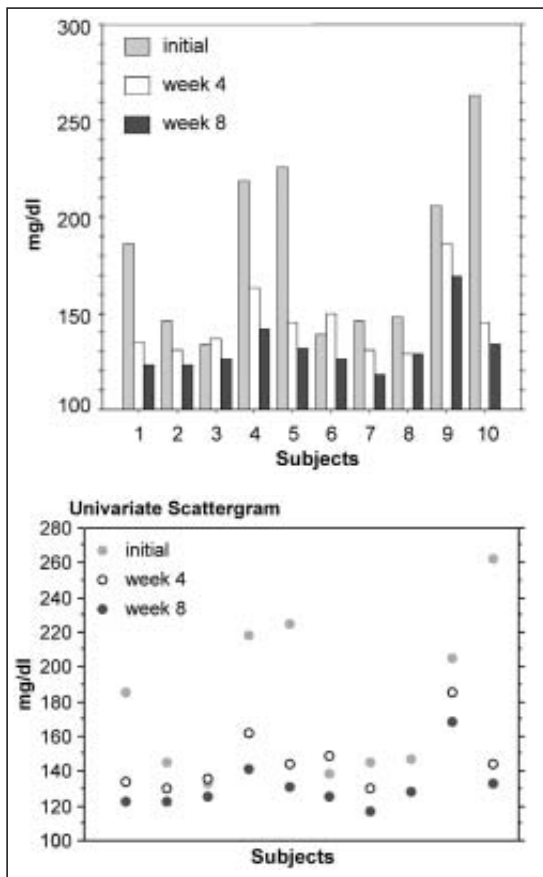 300
initial
week 4
250
week 8
200
mg/dl
150
100
1 2 3 4 5 6 7 8 9 10
Subjects
Univariate Scattergram
280
initial
260
week 4
240
week 8
220
200
mg/dl
180
160
140
120
100
Subjects